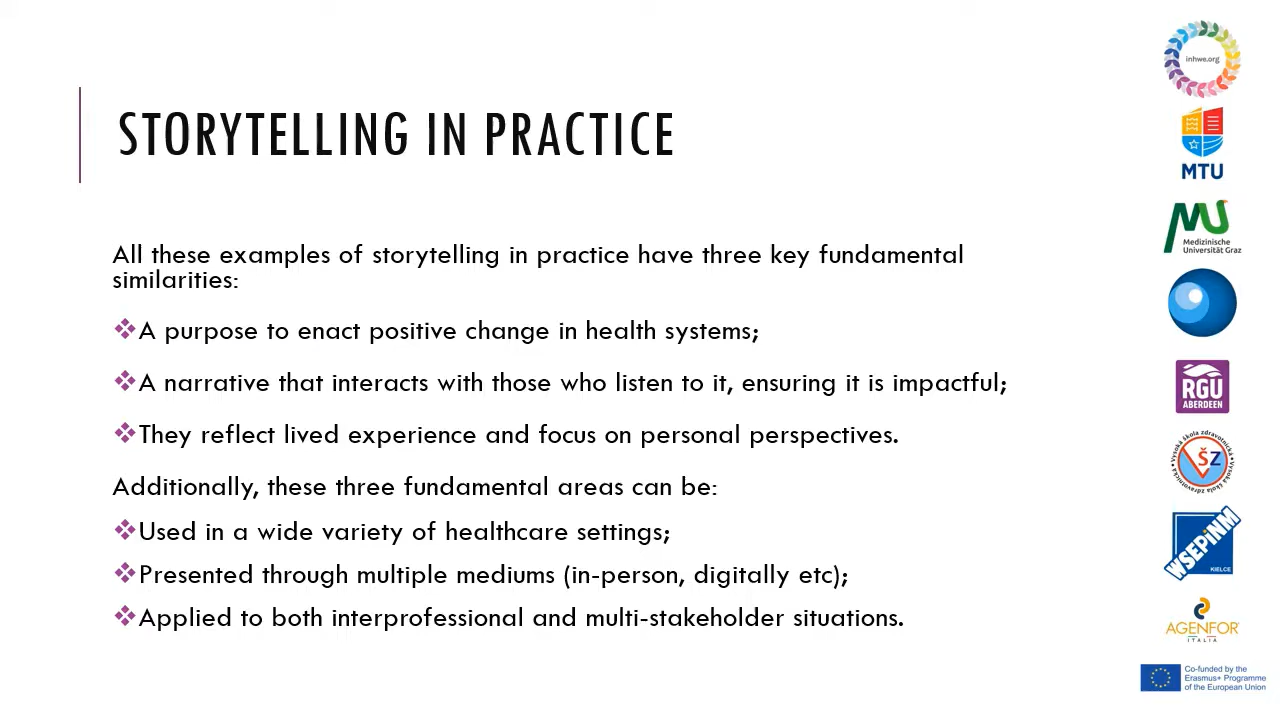 STORYTELLING IN PRACTICE
All these examples of storytelling in practice have three key fundamental
similarities:
❖A purpose to enact positive change in health systems;
❖A narrative that interacts with those who listen to it, ensuring it is impactful;
❖They reflect lived experience and focus on personal perspectives.
Additionally, these three fundamental areas can be:
❖Used in a wide variety of healthcare settings;
❖Presented through multiple mediums (in-person, digitally etc);
❖Applied to both interprofessional and multi-stakeholder situations.
inhwe.org
MTU
MU
Medizinische
Universität Graz
RGU
ABERDEEN
Vysoká škola zdravotnícka
ŠZ
WSEPiNM
KIELCE
AGENFOR
ITALIA
Co-funded by the
Erasmus+ Programme
of the European Union